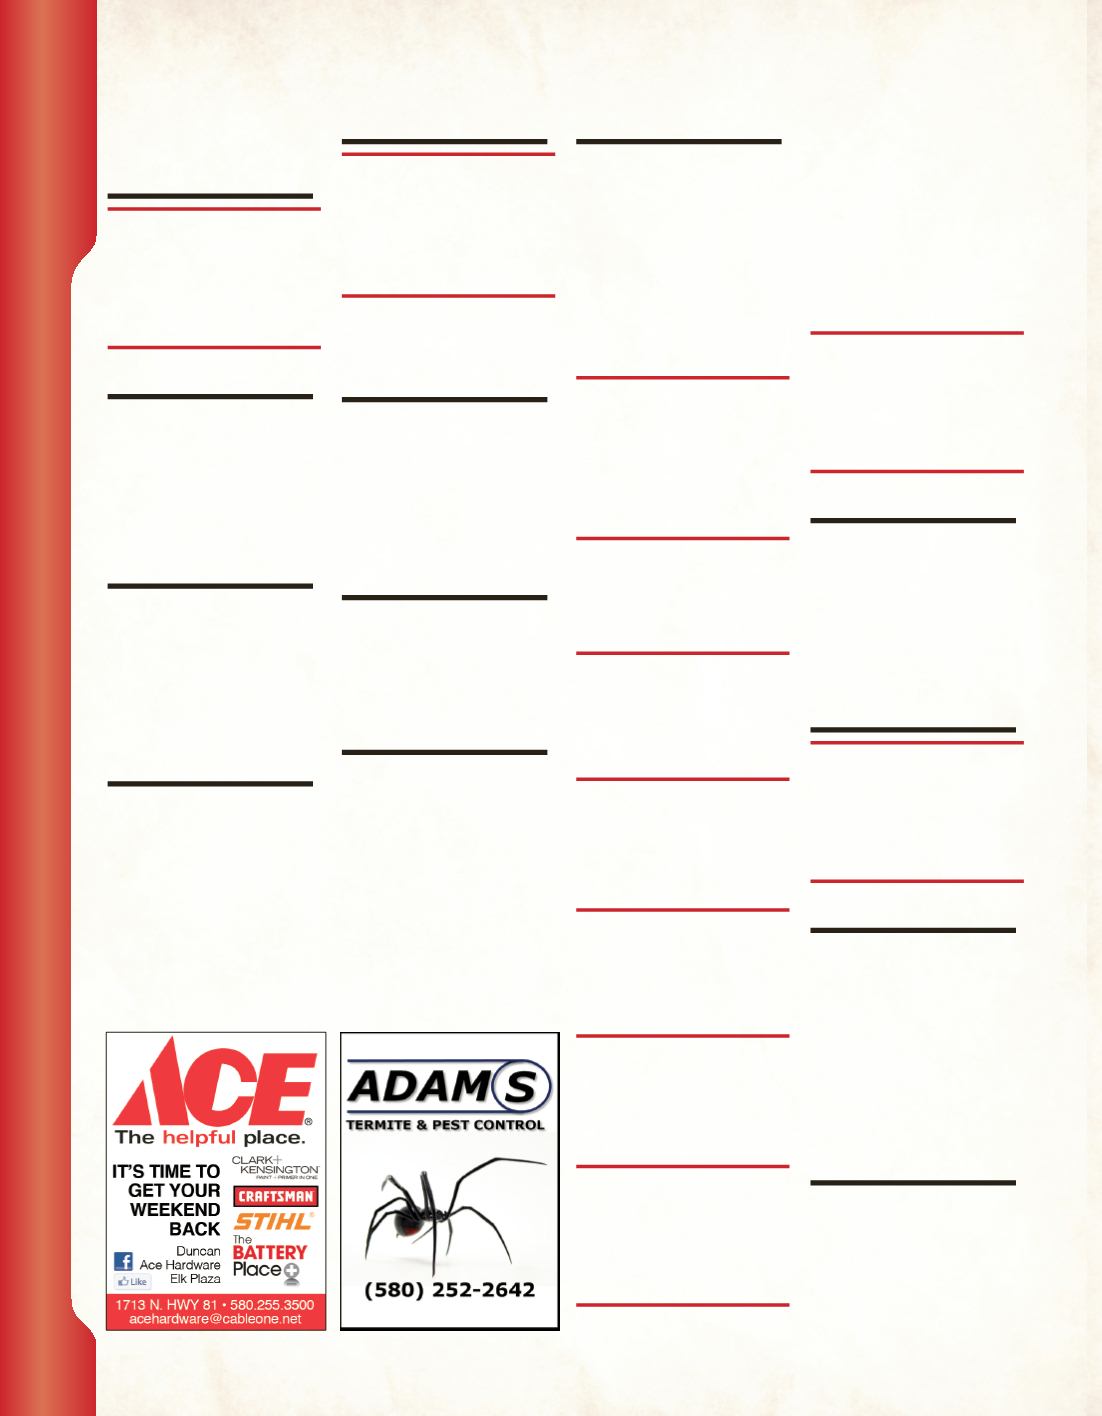 ACE®
The helpful place.
IT'S TIME TO
GET YOUR
WEEKEND
BACK
Duncan
Ace Hardware
Elk Plaza
f
Like
CLARK+
KENSINGTON
PAINT + PRIMER IN ONE
CRAFTSMAN
STIHL®
The
BATTERY
Place
1713 N. HWY 81 • 580.255.3500
acehardware@cableone.net
ADAM'S
TERMITE & PEST CONTROL
(580) 252-2642